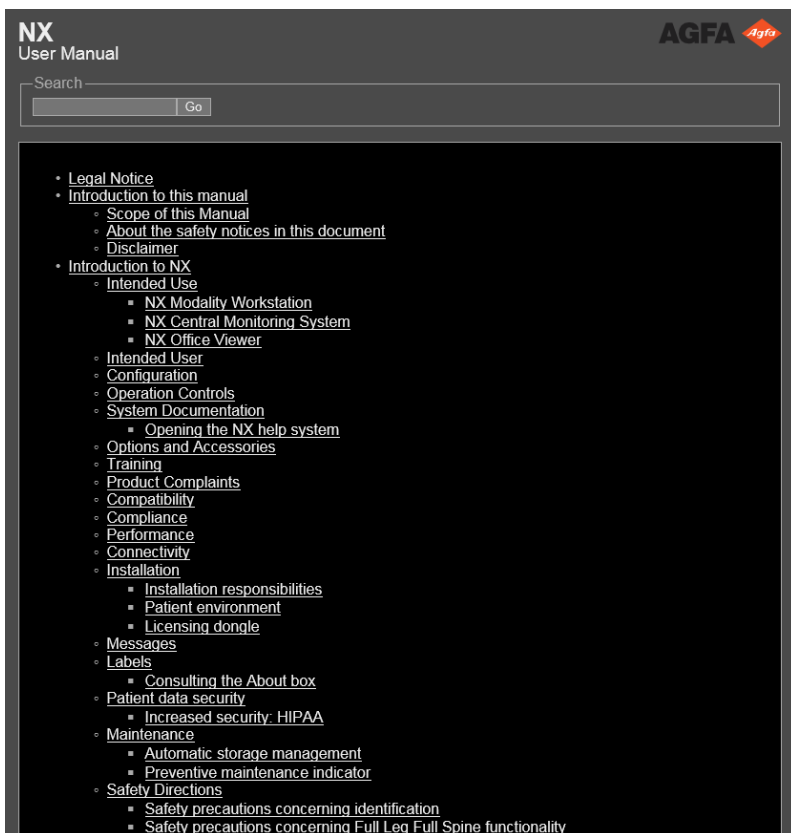 NX
AGFA Agfa
User Manual
Search
Go
• Legal Notice
• Introduction to this manual
◦ Scope of this Manual
◦ About the safety notices in this document
◦ Disclaimer
• Introduction to NX
◦ Intended Use
▪ NX Modality Workstation
▪ NX Central Monitoring System
▪ NX Office Viewer
◦ Intended User
◦ Configuration
◦ Operation Controls
◦ System Documentation
▪ Opening the NX help system
◦ Options and Accessories
◦ Training
◦ Product Complaints
◦ Compatibility
◦ Compliance
◦ Performance
◦ Connectivity
◦ Installation
▪ Installation responsibilities
▪ Patient environment
▪ Licensing dongle
◦ Messages
◦ Labels
▪ Consulting the About box
◦ Patient data security
▪ Increased security: HIPAA
◦ Maintenance
▪ Automatic storage management
▪ Preventive maintenance indicator
◦ Safety Directions
▪ Safety precautions concerning identification
▪ Safety precautions concerning Full Leg Full Spine functionality